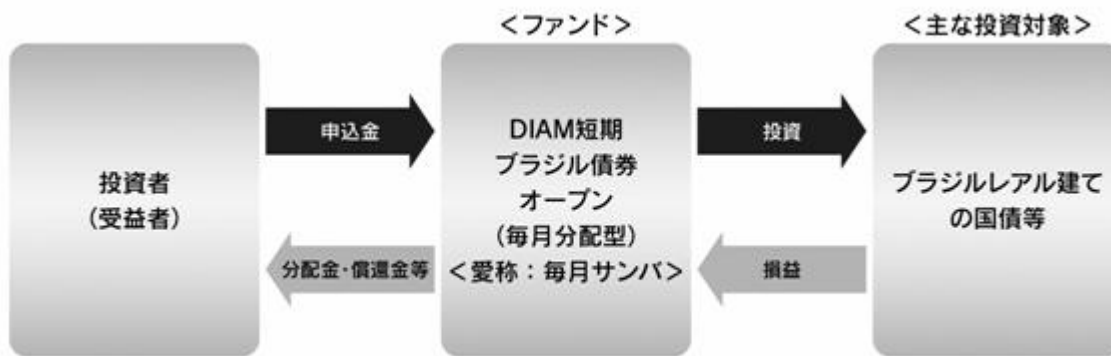 ＜ファンド＞
＜主な投資対象＞
投資者
（受益者）
申込金
分配金・償還金等
DIAM短期
ブラジル債券
オープン
（毎月分配型）
＜愛称：毎月サンバ＞
投資
損益
ブラジルレアル建て
の国債等